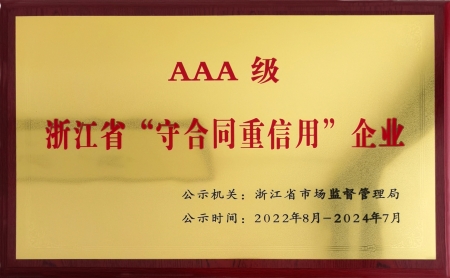 AAA 级
浙江省“守合同重信用”企业
公示机关：浙江省市场监督管理局
公示时间：2022年8月-2024年7月